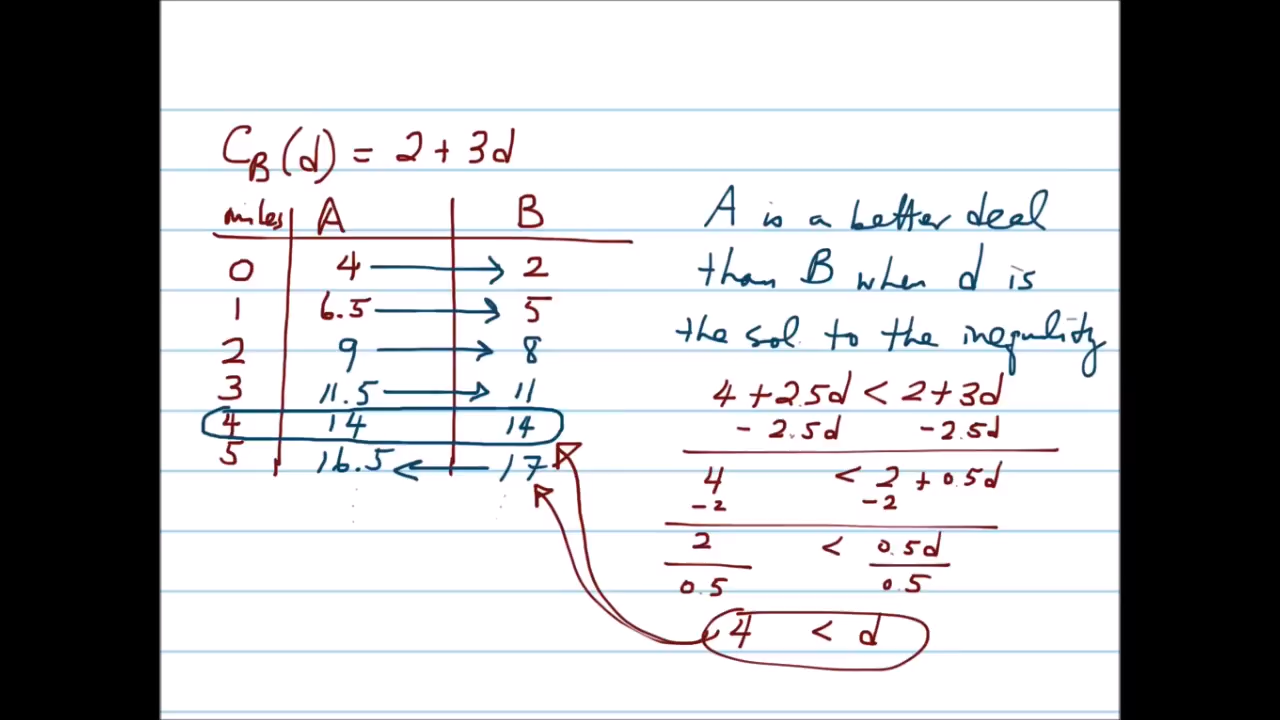 C_B(d) = 2 + 3d
miles A B
0 4 → 2
1 6.5 → 5
2 9 → 8
3 11.5 → 11
4 14 14
5 16.5 ← 17
A is a better deal
than B when d is
the sol. to the inequality
4 + 2.5d < 2 + 3d
- 2.5d - 2.5d
4 < 2 + 0.5d
-2 -2
2 < 0.5d
0.5 0.5
4 < d